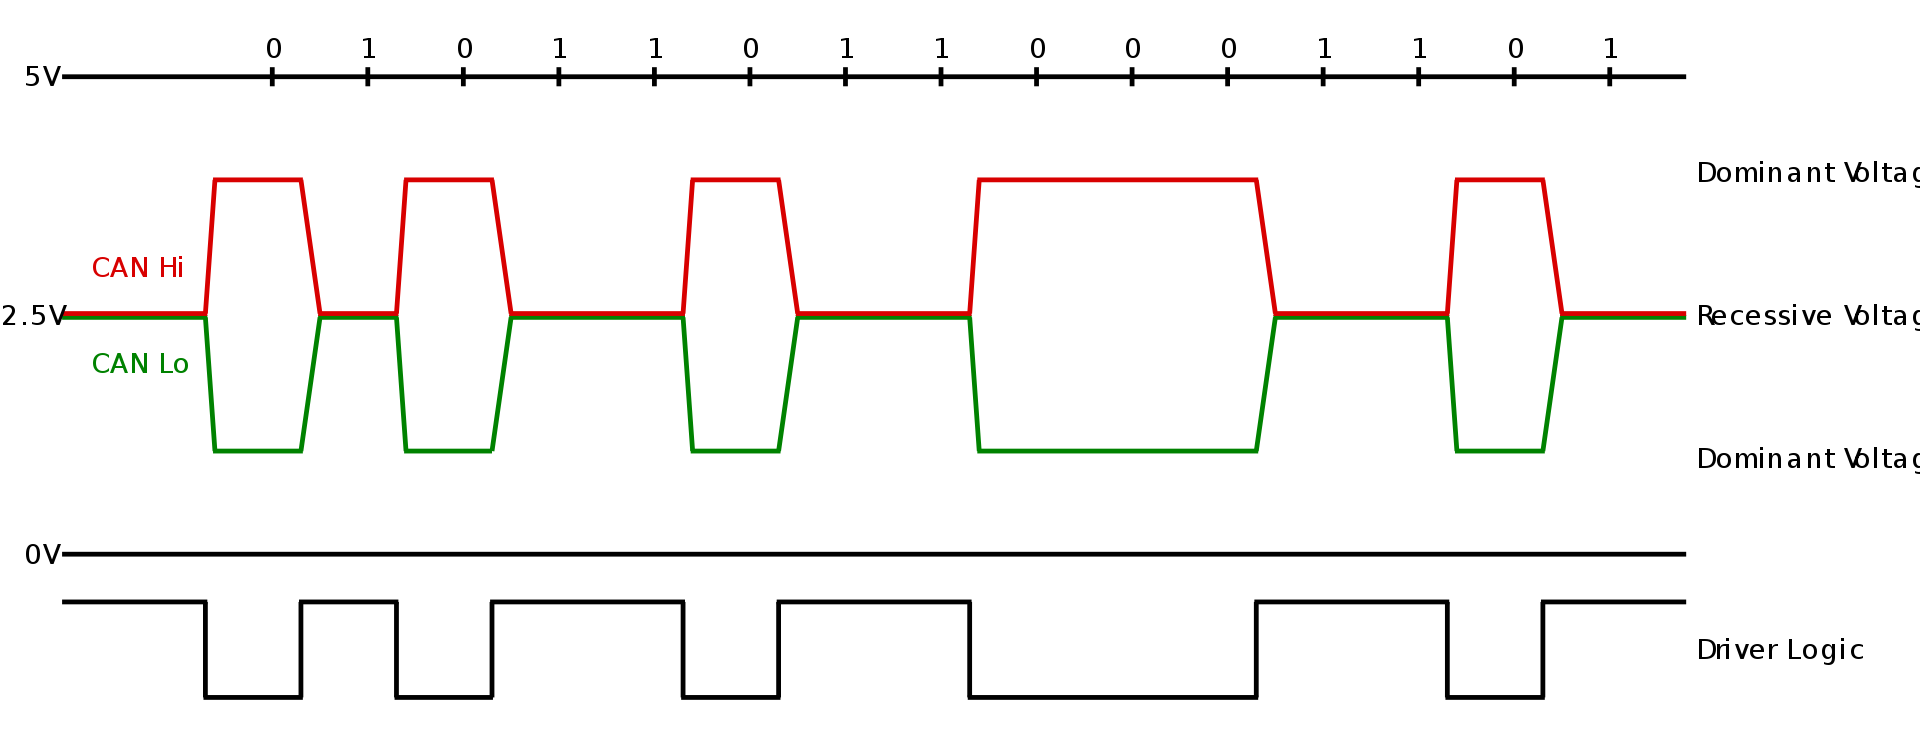 0 1 0 1 1 0 1 1 0 0 0 1 1 0 1
5V
Dominant Voltag
CAN Hi
2.5V
Recessive Voltag
CAN Lo
Dominant Voltag
0V
Driver Logic